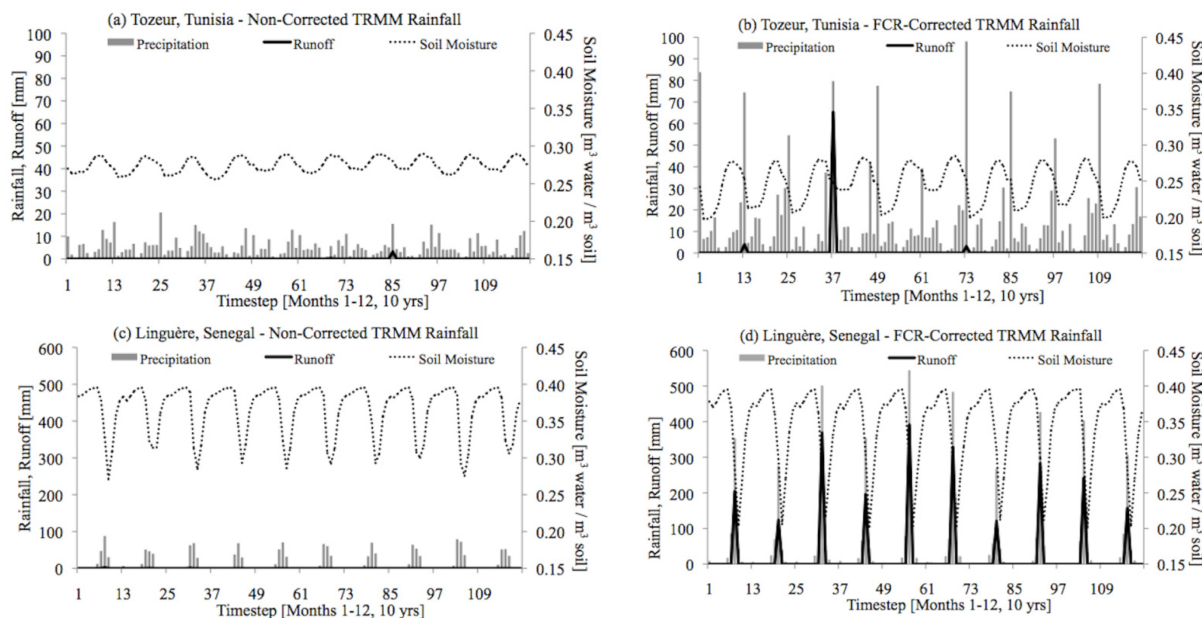 (a) Tozeur, Tunisia - Non-Corrected TRMM Rainfall
Precipitation Runoff Soil Moisture
100
90
80
70
60
50
40
30
20
10
0
Rainfall, Runoff [mm]
0.45
0.40
0.35
0.30
0.25
0.20
0.15
Soil Moisture [m³ water / m³ soil]
1 13 25 37 49 61 73 85 97 109
Timestep [Months 1-12, 10 yrs]
(b) Tozeur, Tunisia - FCR-Corrected TRMM Rainfall
Precipitation Runoff Soil Moisture
100
90
80
70
60
50
40
30
20
10
0
Rainfall, Runoff [mm]
0.45
0.40
0.35
0.30
0.25
0.20
0.15
Soil Moisture [m³ water / m³ soil]
1 13 25 37 49 61 73 85 97 109
Timestep [Months 1-12, 10 yrs]
(c) Linguère, Senegal - Non-Corrected TRMM Rainfall
Precipitation Runoff Soil Moisture
600
500
400
300
200
100
0
Rainfall, Runoff [mm]
0.45
0.40
0.35
0.30
0.25
0.20
0.15
Soil Moisture [m³ water / m³ soil]
1 13 25 37 49 61 73 85 97 109
Timestep [Months 1-12, 10 yrs]
(d) Linguère, Senegal - FCR-Corrected TRMM Rainfall
Precipitation Runoff Soil Moisture
600
500
400
300
200
100
0
Rainfall, Runoff [mm]
0.45
0.40
0.35
0.30
0.25
0.20
0.15
Soil Moisture [m³ water / m³ soil]
1 13 25 37 49 61 73 85 97 109
Timestep [Months 1-12, 10 yrs]